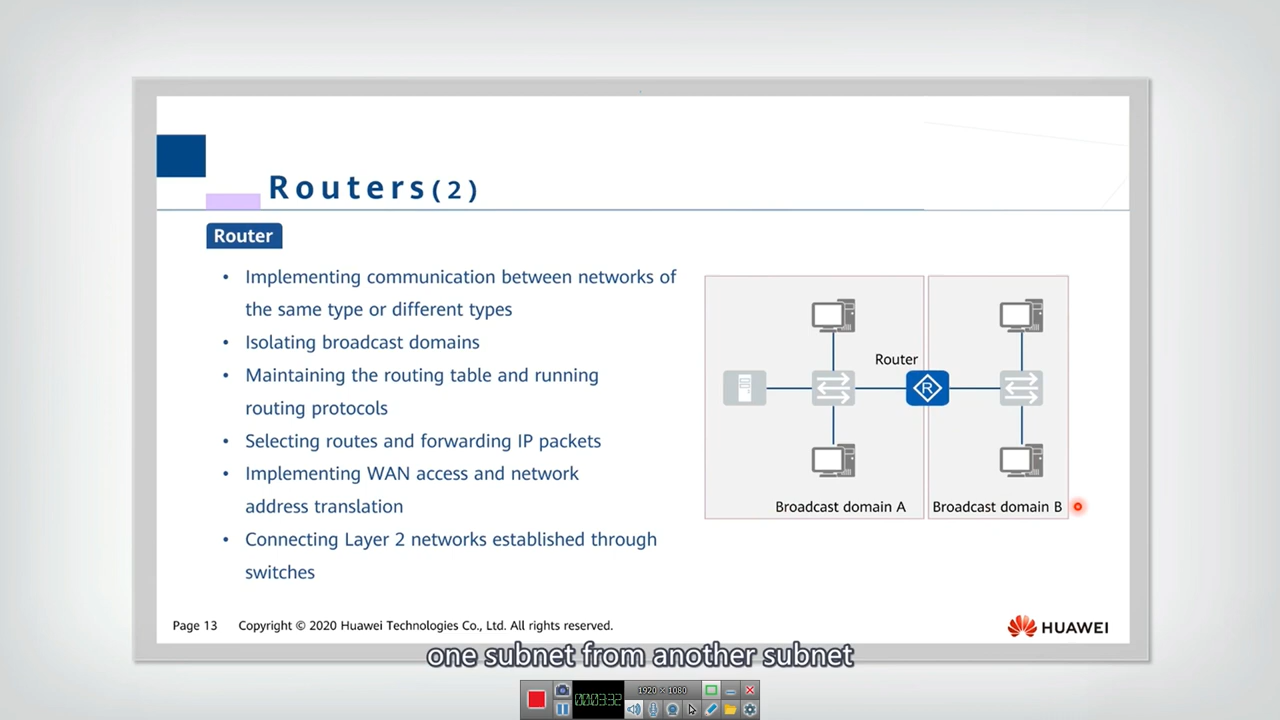 Routers(2)
Router
• Implementing communication between networks of
the same type or different types
• Isolating broadcast domains
• Maintaining the routing table and running
routing protocols
• Selecting routes and forwarding IP packets
• Implementing WAN access and network
address translation
• Connecting Layer 2 networks established through
switches
Router
R
Broadcast domain A
Broadcast domain B
Page 13 Copyright © 2020 Huawei Technologies Co., Ltd. All rights reserved.
HUAWEI
one subnet from another subnet
000:03:32
1920 × 1080